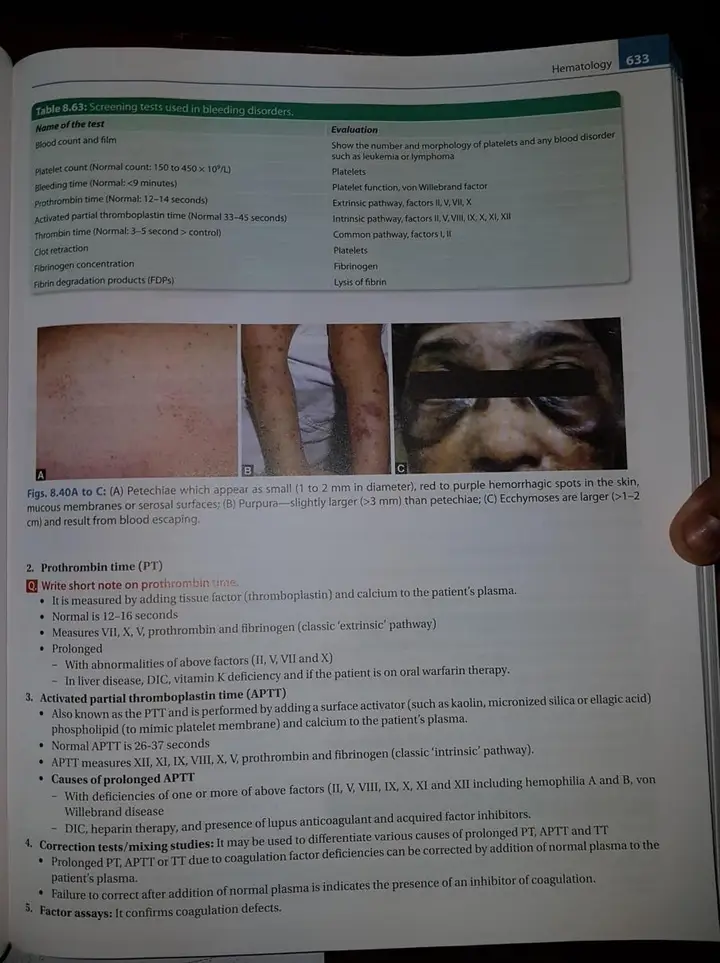 Hematology 633
Table 8.63: Screening tests used in bleeding disorders.
Name of the test Evaluation
Blood count and film Show the number and morphology of platelets and any blood disorder
such as leukemia or lymphoma
Platelet count (Normal count: 150 to 450 × 10⁹/L) Platelets
Bleeding time (Normal: <9 minutes) Platelet function, von Willebrand factor
Prothrombin time (Normal: 12–14 seconds) Extrinsic pathway, factors II, V, VII, X
Activated partial thromboplastin time (Normal 33–45 seconds) Intrinsic pathway, factors II, V, VIII, IX, X, XI, XII
Thrombin time (Normal: 3–5 second > control) Common pathway, factors I, II
Clot retraction Platelets
Fibrinogen concentration Fibrinogen
Fibrin degradation products (FDPs) Lysis of fibrin
A B C
Figs. 8.40A to C: (A) Petechiae which appear as small (1 to 2 mm in diameter), red to purple hemorrhagic spots in the skin,
mucous membranes or serosal surfaces; (B) Purpura—slightly larger (>3 mm) than petechiae; (C) Ecchymoses are larger (>1–2
cm) and result from blood escaping.
2. Prothrombin time (PT)
Q. Write short note on prothrombin time.
• It is measured by adding tissue factor (thromboplastin) and calcium to the patient's plasma.
• Normal is 12–16 seconds
• Measures VII, X, V, prothrombin and fibrinogen (classic 'extrinsic' pathway)
• Prolonged
– With abnormalities of above factors (II, V, VII and X)
– In liver disease, DIC, vitamin K deficiency and if the patient is on oral warfarin therapy.
3. Activated partial thromboplastin time (APTT)
• Also known as the PTT and is performed by adding a surface activator (such as kaolin, micronized silica or ellagic acid)
phospholipid (to mimic platelet membrane) and calcium to the patient's plasma.
• Normal APTT is 26-37 seconds
• APTT measures XII, XI, IX, VIII, X, V, prothrombin and fibrinogen (classic 'intrinsic' pathway).
• Causes of prolonged APTT
– With deficiencies of one or more of above factors (II, V, VIII, IX, X, XI and XII including hemophilia A and B, von
Willebrand disease
– DIC, heparin therapy, and presence of lupus anticoagulant and acquired factor inhibitors.
4. Correction tests/mixing studies: It may be used to differentiate various causes of prolonged PT, APTT and TT
• Prolonged PT, APTT or TT due to coagulation factor deficiencies can be corrected by addition of normal plasma to the
patient's plasma.
• Failure to correct after addition of normal plasma is indicates the presence of an inhibitor of coagulation.
5. Factor assays: It confirms coagulation defects.